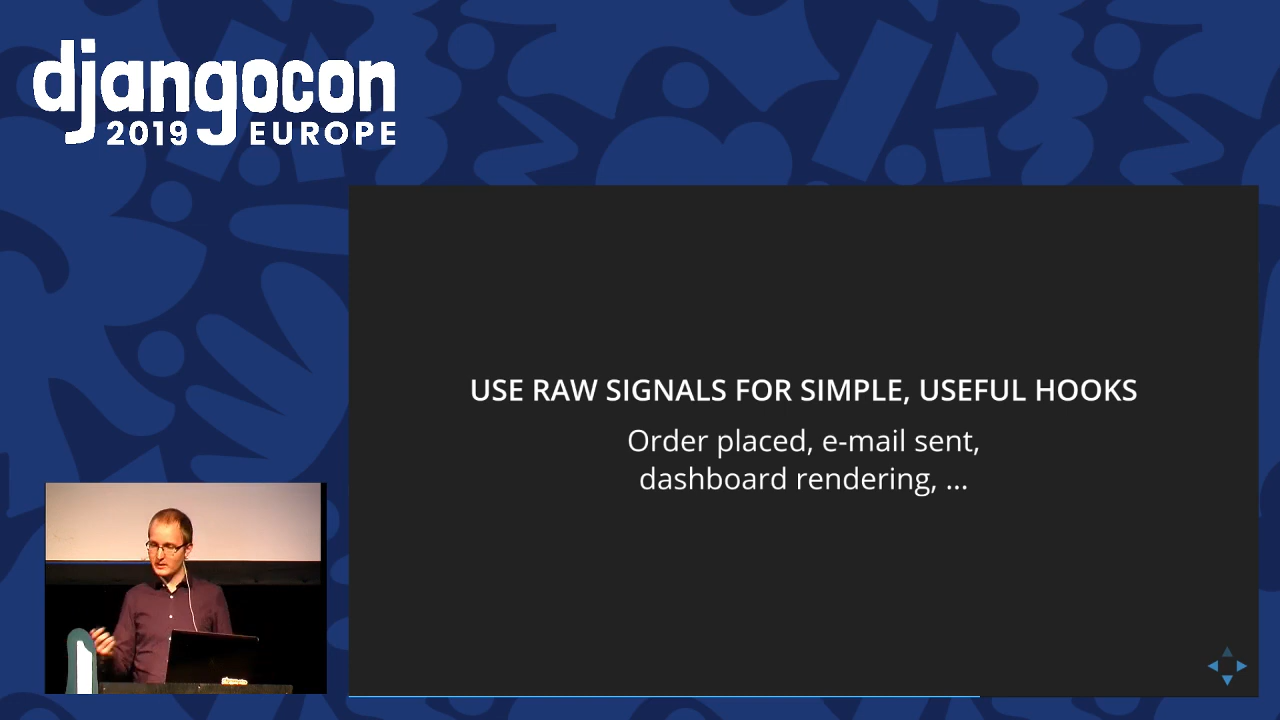 djangocon
2019 EUROPE
USE RAW SIGNALS FOR SIMPLE, USEFUL HOOKS
Order placed, e-mail sent,
dashboard rendering, ...